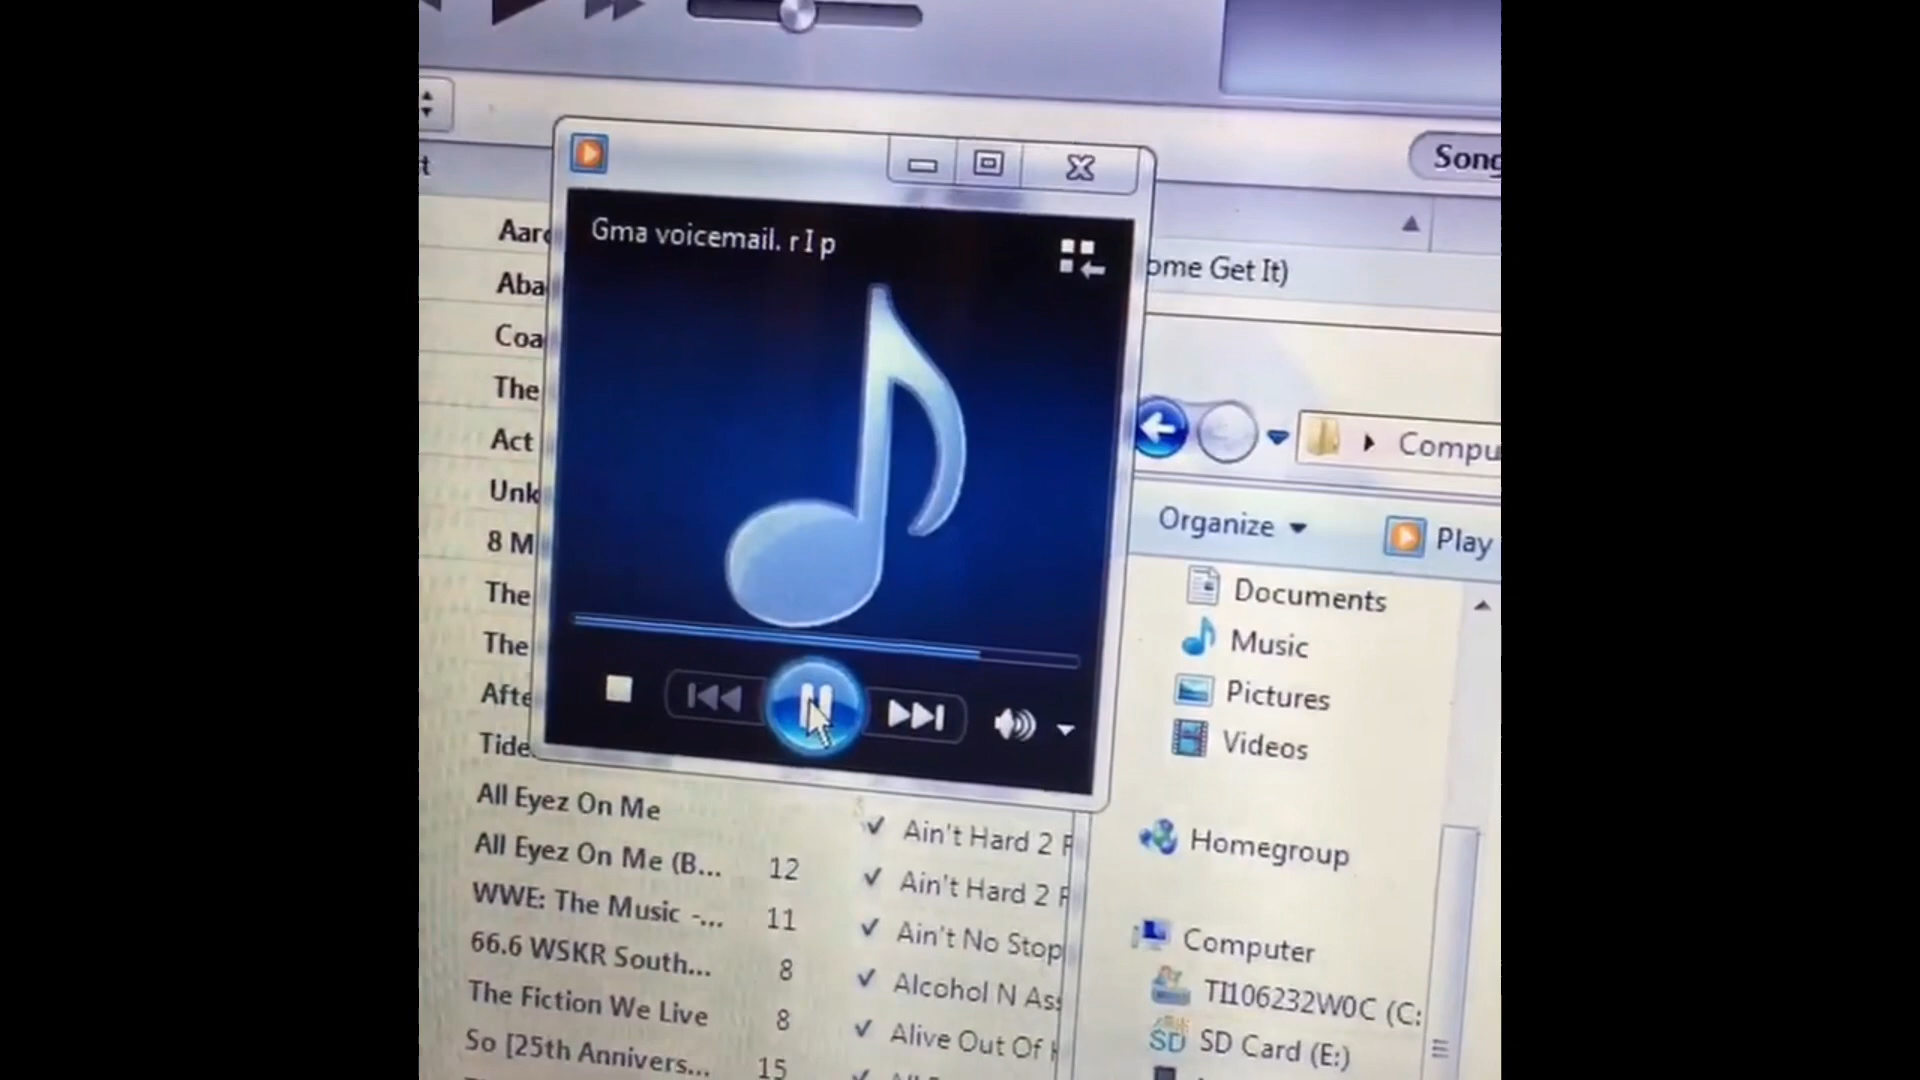 Song
t
Gma voicemail. r I p
Aar
ome Get It)
Aba
Coa
The
Compu
Act
Unk
Organize
Play
8 M
Documents
The
Music
The
Pictures
Afte
Videos
Tide
All Eyez On Me
Ain't Hard 2 F
Homegroup
All Eyez On Me (B... 12
Ain't Hard 2 F
WWE: The Music -... 11
Ain't No Stop
Computer
66.6 WSKR South... 8
Alcohol N As
TI106232W0C (C:
The Fiction We Live 8
Alive Out Of
SD Card (E:)
So [25th Annivers... 15